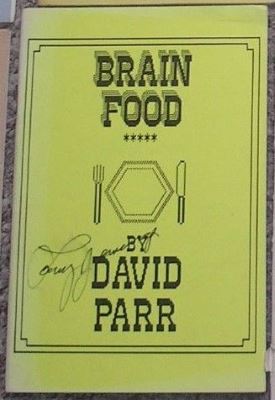 BRAIN
FOOD
*****
BY
DAVID
PARR